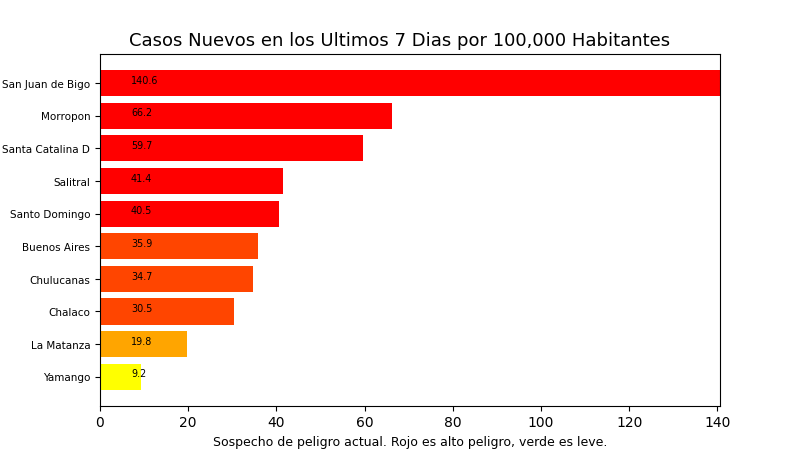 Casos Nuevos en los Ultimos 7 Dias por 100,000 Habitantes
San Juan de Bigo 140.6
Morropon 66.2
Santa Catalina D 59.7
Salitral 41.4
Santo Domingo 40.5
Buenos Aires 35.9
Chulucanas 34.7
Chalaco 30.5
La Matanza 19.8
Yamango 9.2
0 20 40 60 80 100 120 140
Sospecho de peligro actual. Rojo es alto peligro, verde es leve.